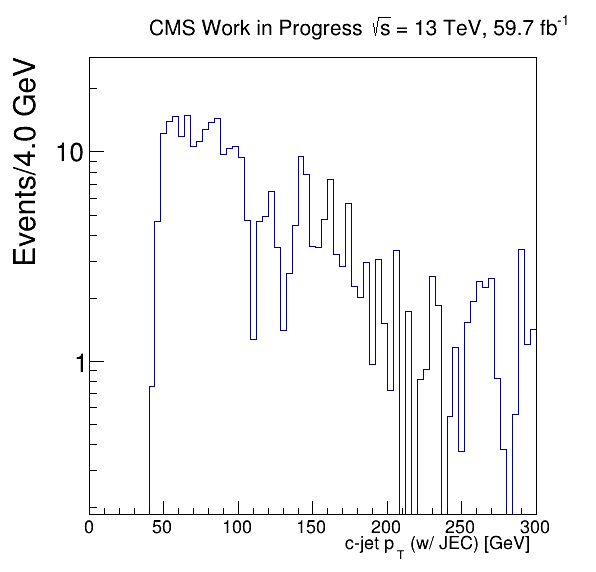 CMS Work in Progress √s = 13 TeV, 59.7 fb⁻¹
Events/4.0 GeV
10
1
0 50 100 150 200 250 300
c-jet p_T (w/ JEC) [GeV]